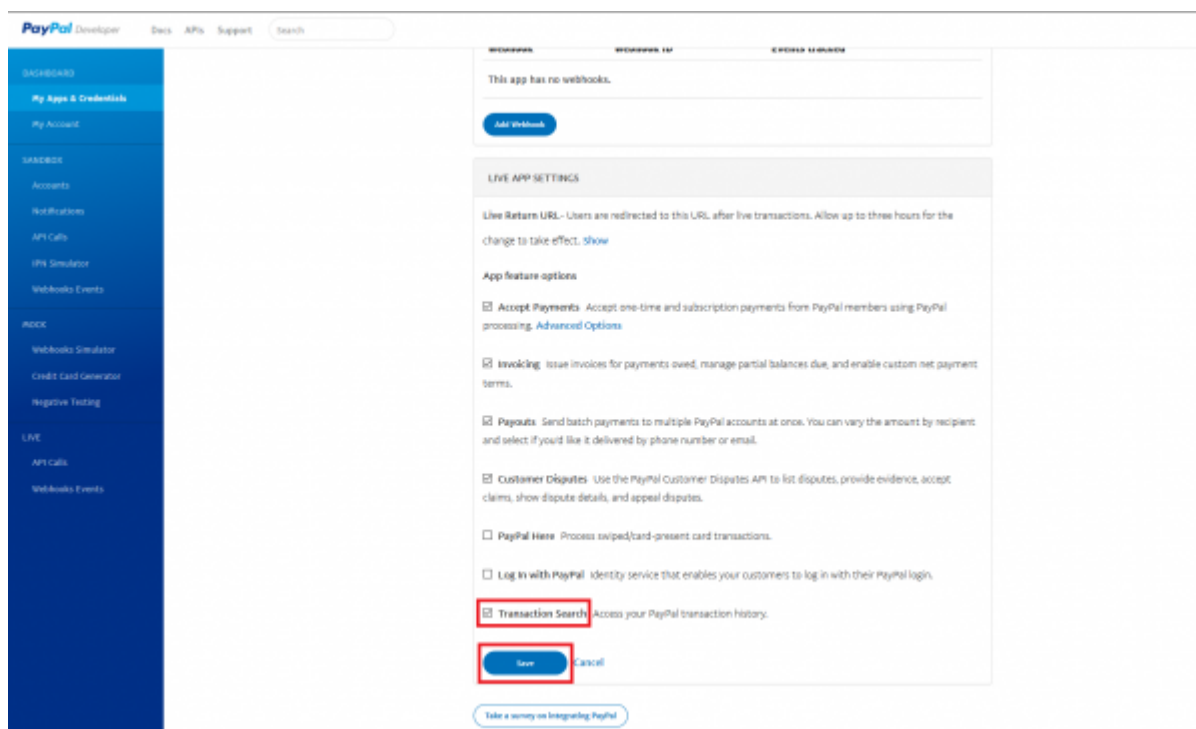 PayPal Developer
Docs APIs Support Search
DASHBOARD
My Apps & Credentials
My Account
SANDBOX
Accounts
Notifications
API Calls
IPN Simulator
Webhooks Events
MOCK
Webhooks Simulator
Credit Card Generator
Negative Testing
LIVE
API Calls
Webhooks Events
Webhook Webhook ID Events tracked
This app has no webhooks.
Add Webhook
LIVE APP SETTINGS
Live Return URL- Users are redirected to this URL after live transactions. Allow up to three hours for the
change to take effect. Show
App feature options
Accept Payments Accept one-time and subscription payments from PayPal members using PayPal
processing. Advanced Options
Invoicing Issue invoices for payments owed, manage partial balances due, and enable custom net payment
terms.
Payouts Send batch payments to multiple PayPal accounts at once. You can vary the amount by recipient
and select if you'd like it delivered by phone number or email.
Customer Disputes Use the PayPal Customer Disputes API to list disputes, provide evidence, accept
claims, show dispute details, and appeal disputes.
PayPal Here Process swiped/card-present card transactions.
Log In with PayPal Identity service that enables your customers to log in with their PayPal login.
Transaction Search Access your PayPal transaction history.
Save Cancel
Take a survey on Integrating PayPal